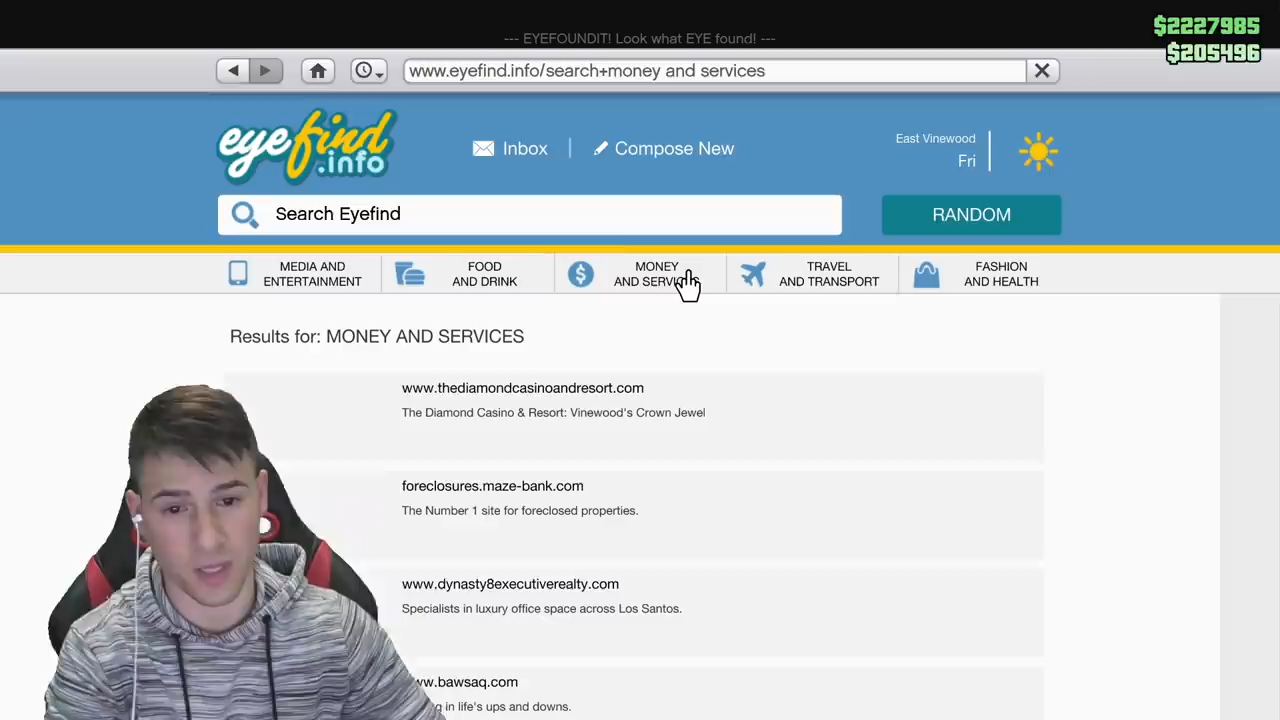 --- EYEFOUNDIT! Look what EYE found! ---
$2227985
$205496
www.eyefind.info/search+money and services
eyefind
.info
Inbox
Compose New
East Vinewood
Fri
Search Eyefind
RANDOM
MEDIA AND
ENTERTAINMENT
FOOD
AND DRINK
MONEY
AND
TRAVEL
AND TRANSPORT
FASHION
AND HEALTH
Results for: MONEY AND SERVICES
www.thediamondcasinoandresort.com
The Diamond Casino & Resort: Vinewood's Crown Jewel
foreclosures.maze-bank.com
The Number 1 site for foreclosed properties.
www.dynasty8executiverealty.com
Specialists in luxury office space across Los Santos.
.bawsaq.com
in life's ups and downs.